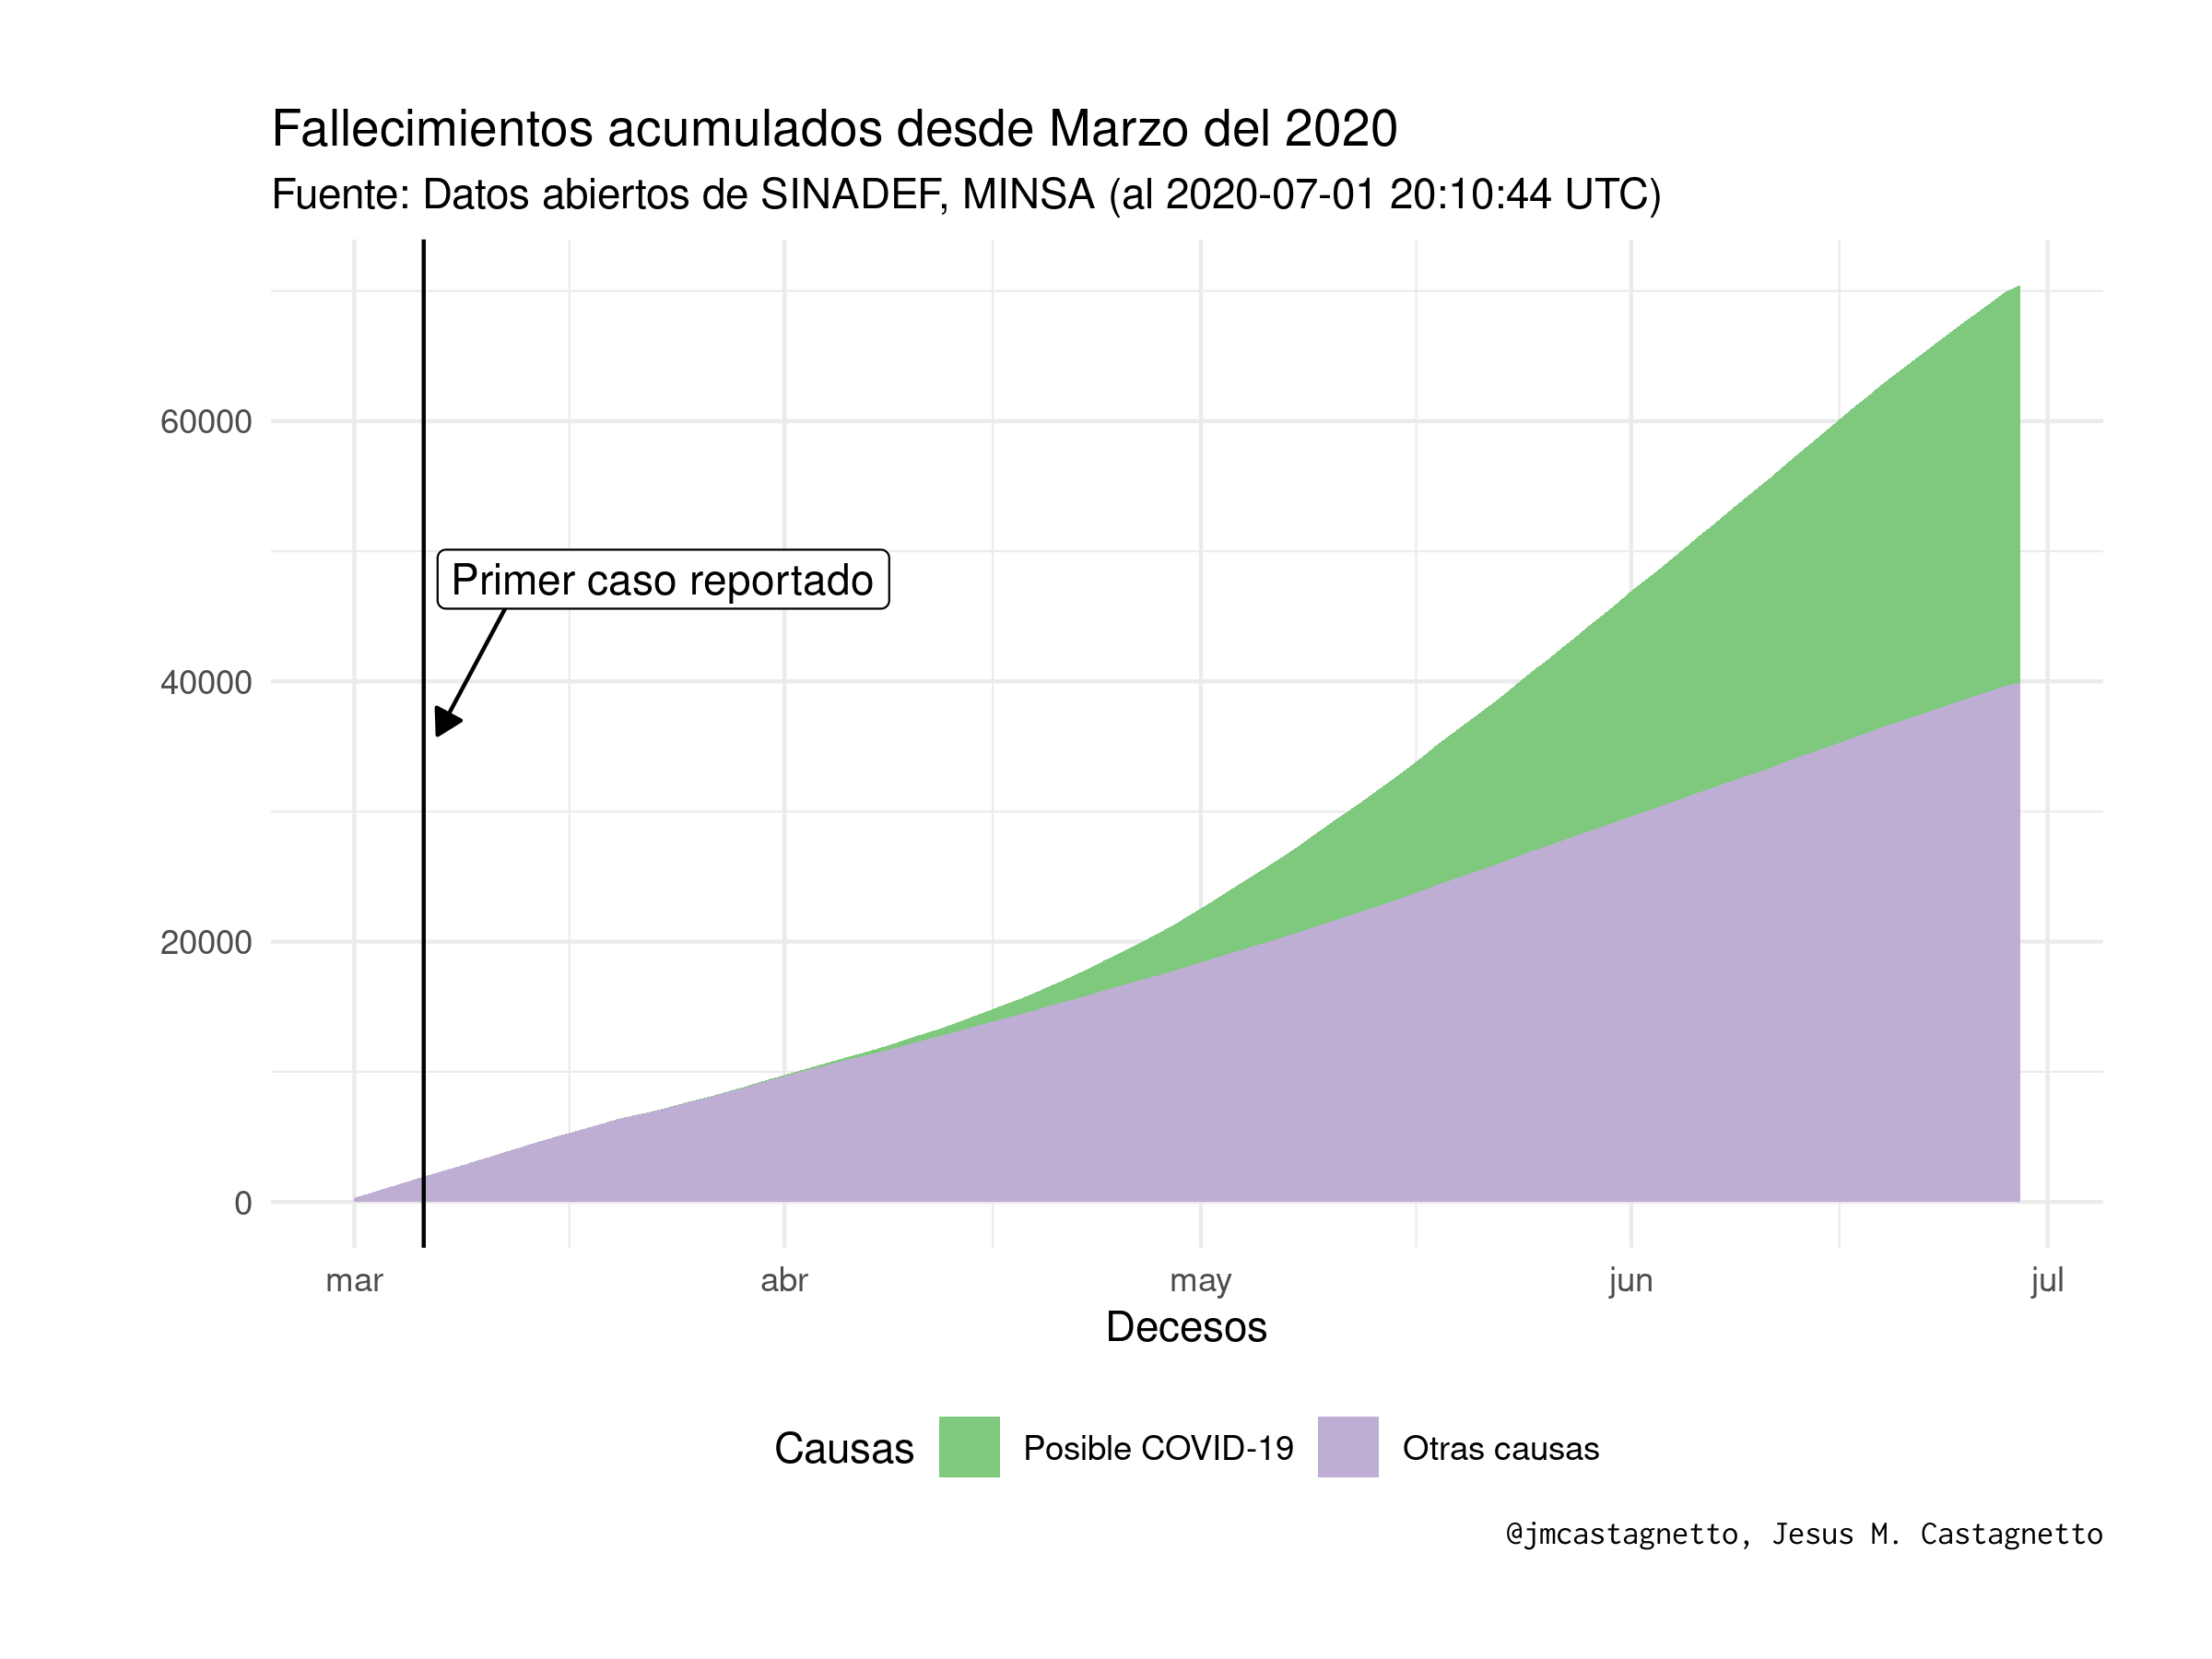 Fallecimientos acumulados desde Marzo del 2020
Fuente: Datos abiertos de SINADEF, MINSA (al 2020-07-01 20:10:44 UTC)
60000
Primer caso reportado
40000
20000
0
mar abr may jun jul
Decesos
Causas Posible COVID-19 Otras causas
@jmcastagnetto, Jesus M. Castagnetto